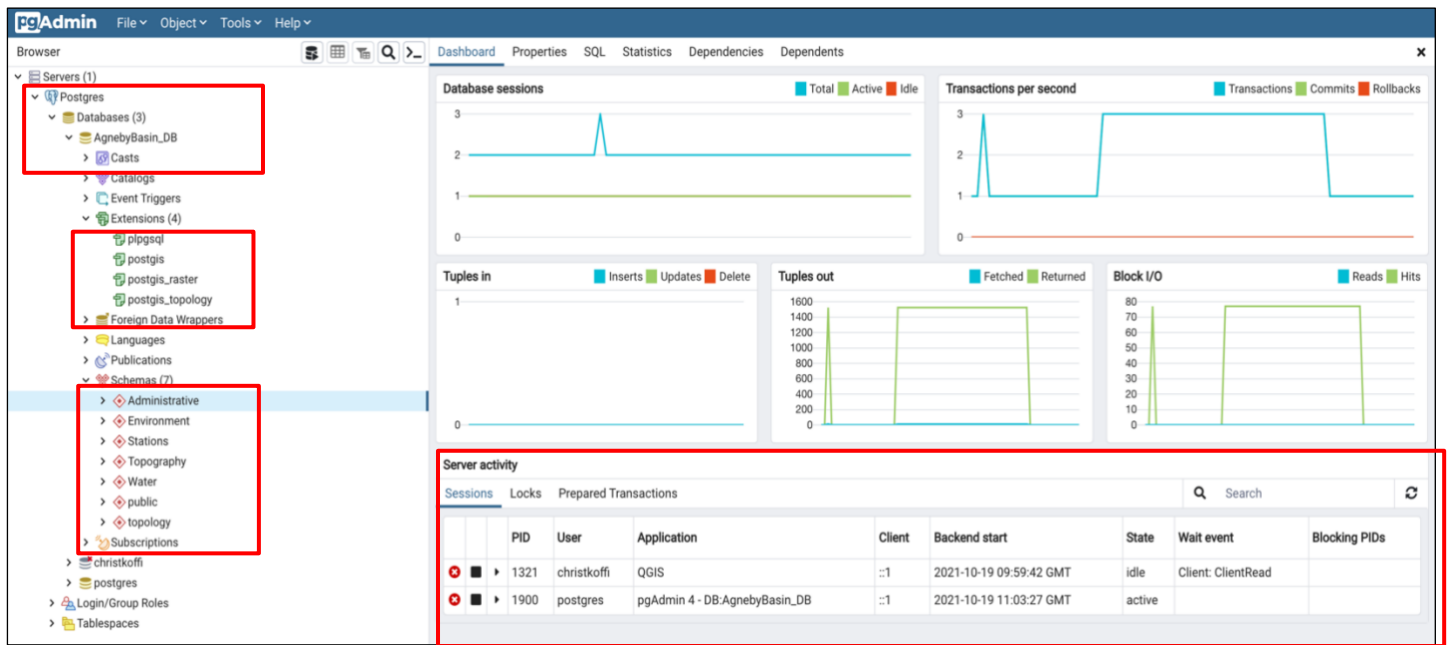 pgAdmin File Object Tools Help
Browser
Dashboard Properties SQL Statistics Dependencies Dependents
Servers (1)
Postgres
Databases (3)
AgnebyBasin_DB
Casts
Catalogs
Event Triggers
Extensions (4)
plpgsql
postgis
postgis_raster
postgis_topology
Foreign Data Wrappers
Languages
Publications
Schemas (7)
Administrative
Environment
Stations
Topography
Water
public
topology
Subscriptions
christkoffi
postgres
Login/Group Roles
Tablespaces
Database sessions Total Active Idle
3
2
1
0
Transactions per second Transactions Commits Rollbacks
3
2
1
0
Tuples in Inserts Updates Delete
1
0
Tuples out Fetched Returned
1600
1400
1200
1000
800
600
400
200
0
Block I/O Reads Hits
80
70
60
50
40
30
20
10
0
Server activity
Sessions Locks Prepared Transactions Search
PID User Application Client Backend start State Wait event Blocking PIDs
1321 christkoffi QGIS ::1 2021-10-19 09:59:42 GMT idle Client: ClientRead
1900 postgres pgAdmin 4 - DB:AgnebyBasin_DB ::1 2021-10-19 11:03:27 GMT active